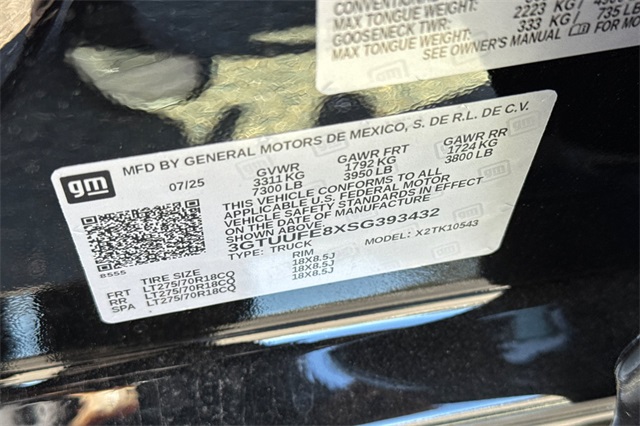 CONVENTION
MAX TONGUE WEIGHT: 2223 KG /
GOOSENECK TWR: 333 KG / 735 LB
MAX TONGUE WEIGHT:
SEE OWNER'S MANUAL FOR MO
MFD BY GENERAL MOTORS DE MEXICO, S. DE R.L. DE C.V.
gm
07/25
GVWR GAWR FRT GAWR RR
3311 KG 1792 KG 1724 KG
7300 LB 3950 LB 3800 LB
THIS VEHICLE CONFORMS TO ALL
APPLICABLE U.S. FEDERAL MOTOR
VEHICLE SAFETY STANDARDS IN EFFECT
ON THE DATE OF MANUFACTURE
SHOWN ABOVE.
3GTUUFE8XSG393432
TYPE: TRUCK MODEL: X2TK10543
8555
TIRE SIZE RIM
FRT LT275/70R18CQ 18X8.5J
RR LT275/70R18CQ 18X8.5J
SPA LT275/70R18CQ 18X8.5J